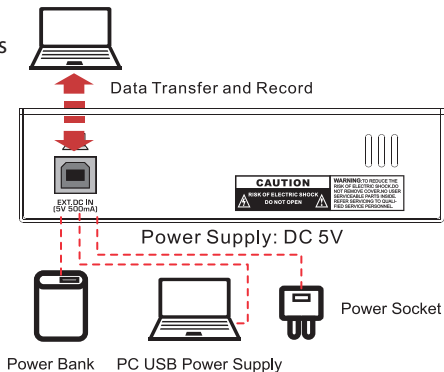 s
Data Transfer and Record
EXT.DC IN
(5V 500mA)
CAUTION
RISK OF ELECTRIC SHOCK
DO NOT OPEN
WARNING:TO REDUCE THE
RISK OF ELECTRIC SHOCK,DO
NOT REMOVE COVER.NO USER
SERVICEABLE PARTS INSIDE.
REFER SERVICING TO QUALI-
FIED SERVICE PERSONNEL.
Power Supply: DC 5V
Power Socket
Power Bank
PC USB Power Supply